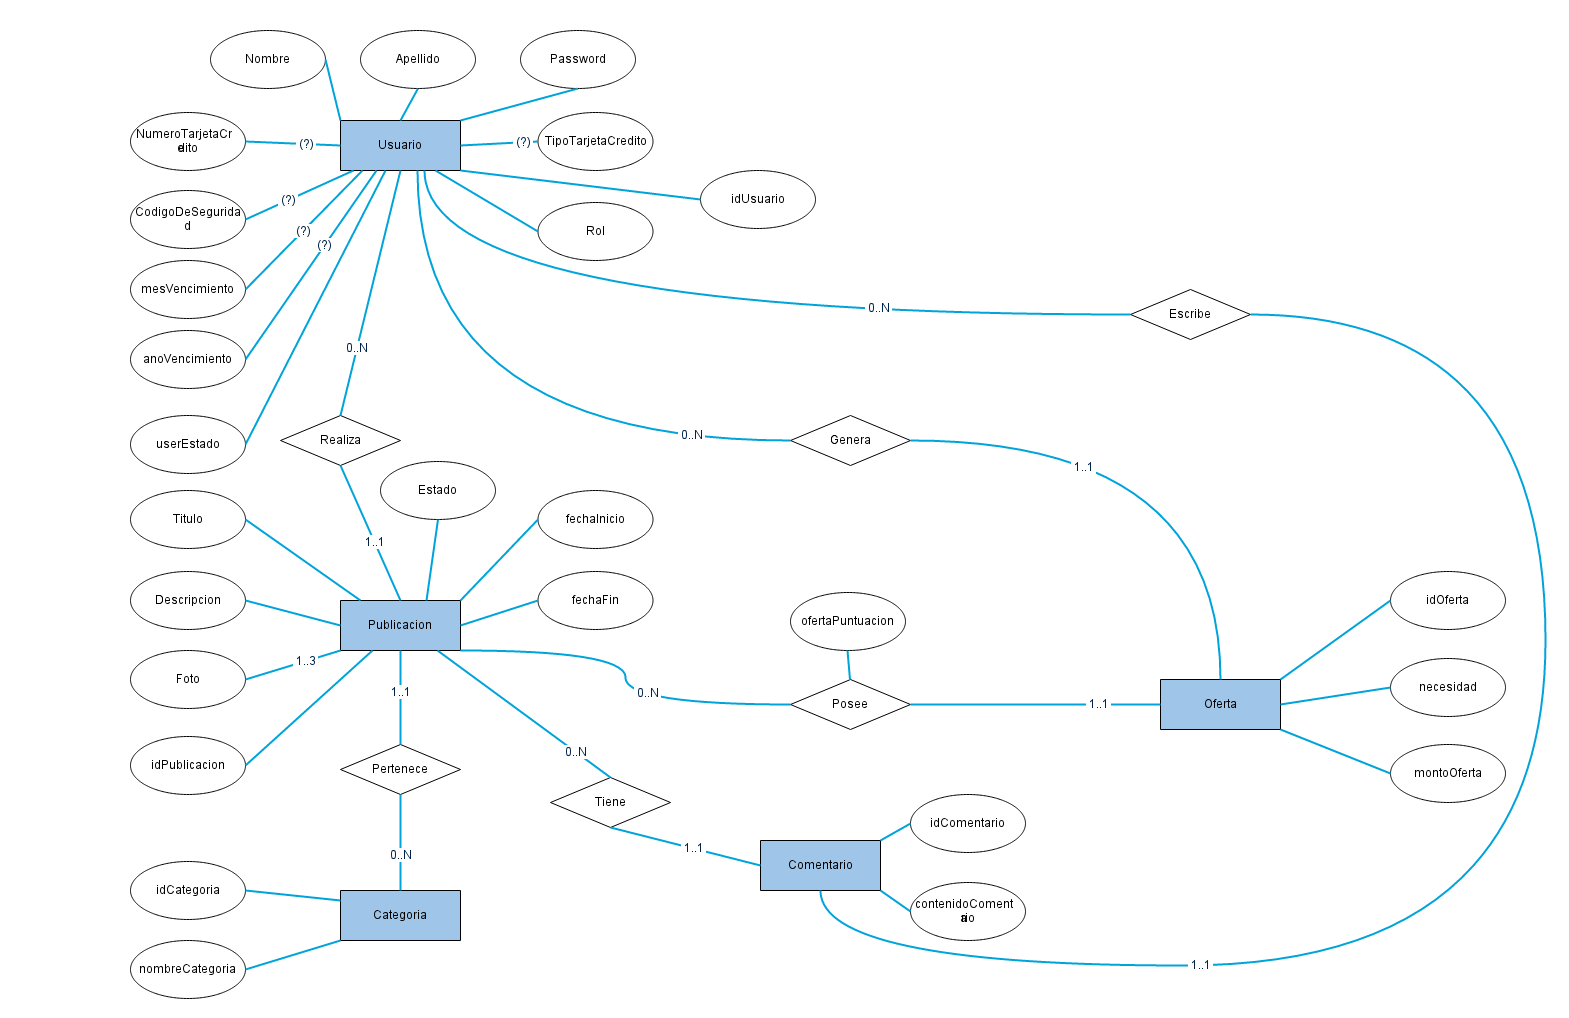 Nombre
Apellido
Password
NumeroTarjetaCr
edito
(?)
Usuario
(?)
TipoTarjetaCredito
CodigoDeSegurida
d
(?)
idUsuario
(?)
Rol
(?)
mesVencimiento
0..N
Escribe
0..N
anoVencimiento
userEstado
Realiza
0..N
Genera
1..1
Estado
Titulo
fechaInicio
1..1
Descripcion
Publicacion
fechaFin
idOferta
ofertaPuntuacion
1..3
Foto
1..1
0..N
necesidad
Posee
1..1
Oferta
idPublicacion
Pertenece
0..N
montoOferta
Tiene
idComentario
1..1
0..N
Comentario
idCategoria
Categoria
contenidoComent
ario
nombreCategoria
1..1